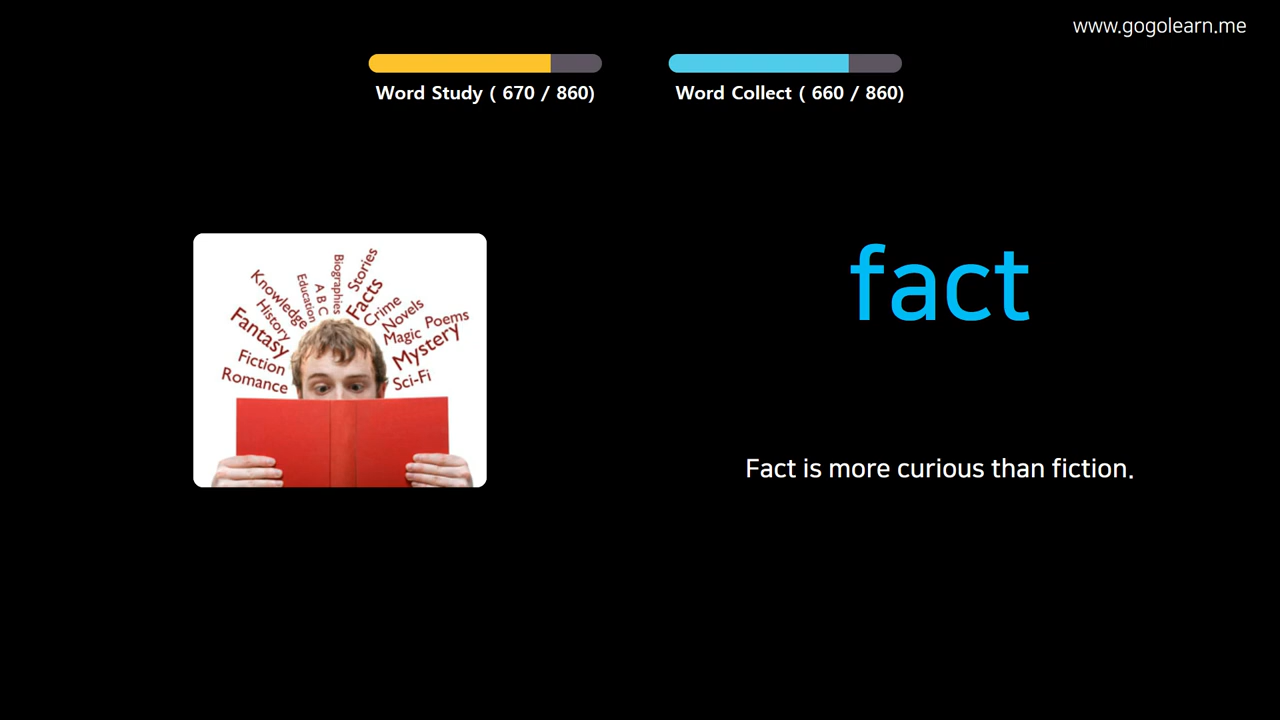 www.gogolearn.me
Word Study ( 670 / 860)
Word Collect ( 660 / 860)
Stories
Biographies
Facts
Education
A B C
Knowledge
Crime
History
Novels
Poems
Fantasy
Magic
Mystery
Fiction
Romance
Sci-Fi
fact
Fact is more curious than fiction.